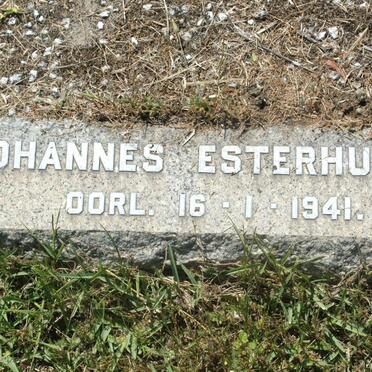 OHANNES ESTERHU
OORL. 16 · 1 · 1941.